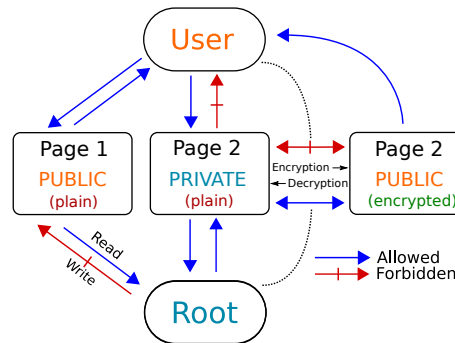 User
Page 1
PUBLIC
(plain)
Page 2
PRIVATE
(plain)
Encryption
Decryption
Page 2
PUBLIC
(encrypted)
Read
Write
Root
Allowed
Forbidden